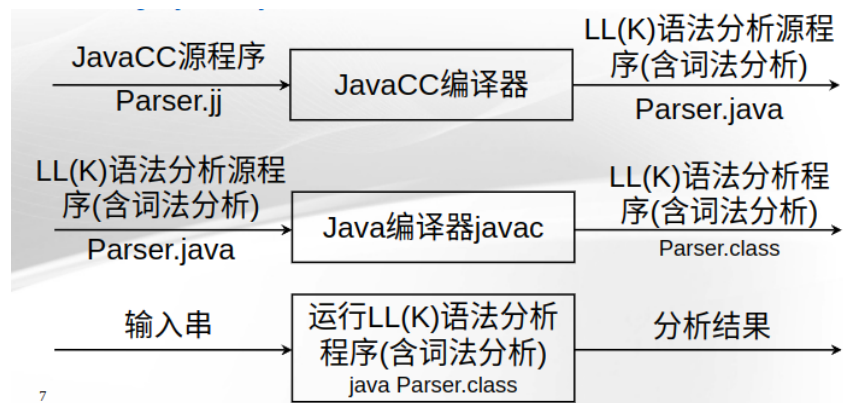 JavaCC源程序
Parser.jj
JavaCC编译器
LL(K)语法分析源程
序(含词法分析)
Parser.java
LL(K)语法分析源程
序(含词法分析)
Parser.java
Java编译器javac
LL(K)语法分析程
序(含词法分析)
Parser.class
输入串
运行LL(K)语法分析
程序(含词法分析)
java Parser.class
分析结果
7